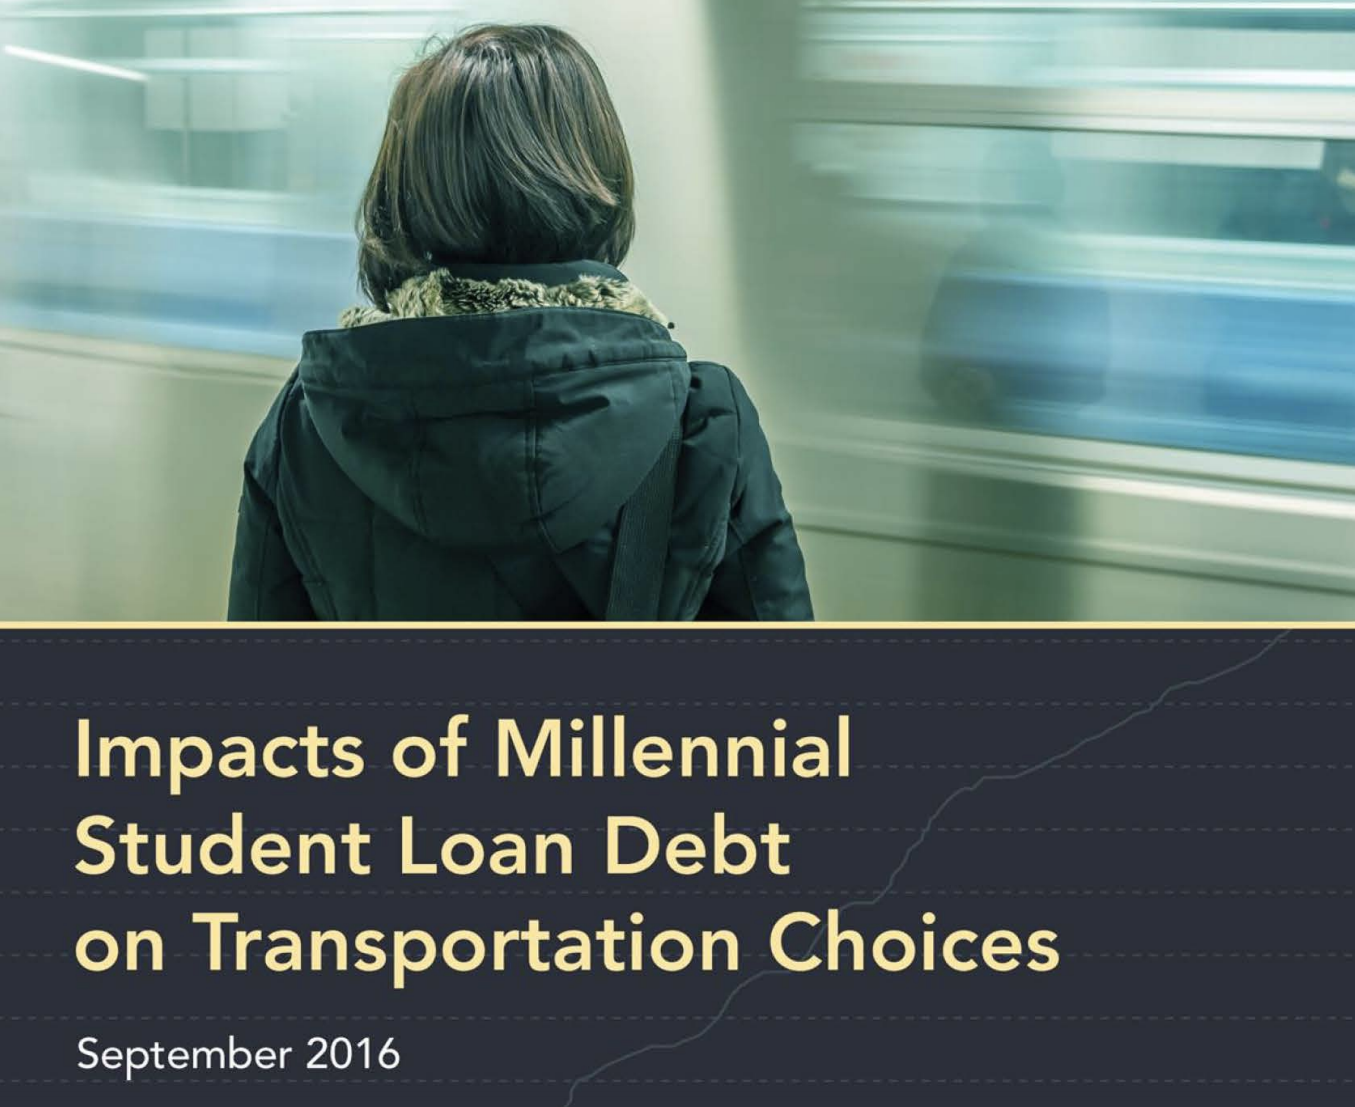 Impacts of Millennial
Student Loan Debt
on Transportation Choices
September 2016